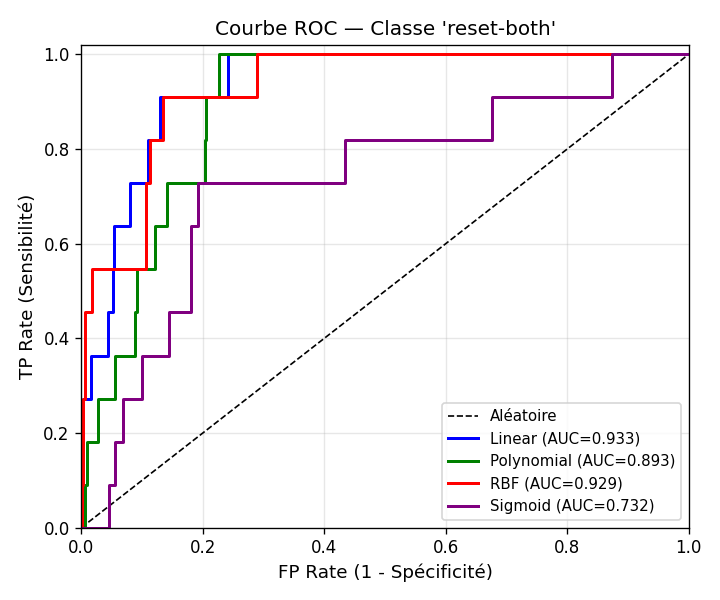 Courbe ROC — Classe 'reset-both'
TP Rate (Sensibilité)
1.0
0.8
0.6
0.4
0.2
0.0
0.0 0.2 0.4 0.6 0.8 1.0
FP Rate (1 - Spécificité)
Aléatoire
Linear (AUC=0.933)
Polynomial (AUC=0.893)
RBF (AUC=0.929)
Sigmoid (AUC=0.732)